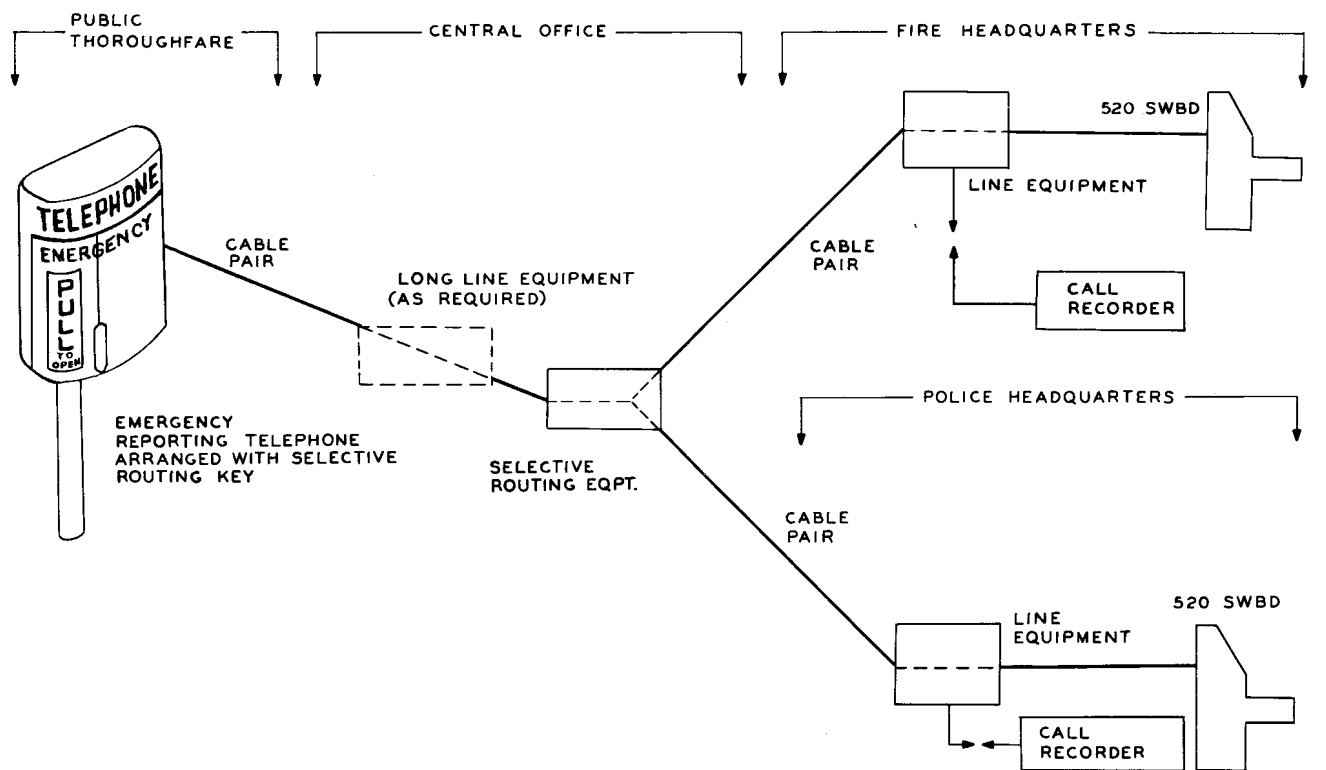 PUBLIC
THOROUGHFARE
CENTRAL OFFICE
FIRE HEADQUARTERS
520 SWBD
LINE EQUIPMENT
CALL
RECORDER
CABLE
PAIR
TELEPHONE
EMERGENCY
PULL
TO
OPEN
CABLE
PAIR
LONG LINE EQUIPMENT
(AS REQUIRED)
EMERGENCY
REPORTING TELEPHONE
ARRANGED WITH SELECTIVE
ROUTING KEY
SELECTIVE
ROUTING EQPT.
POLICE HEADQUARTERS
CABLE
PAIR
520 SWBD
LINE
EQUIPMENT
CALL
RECORDER